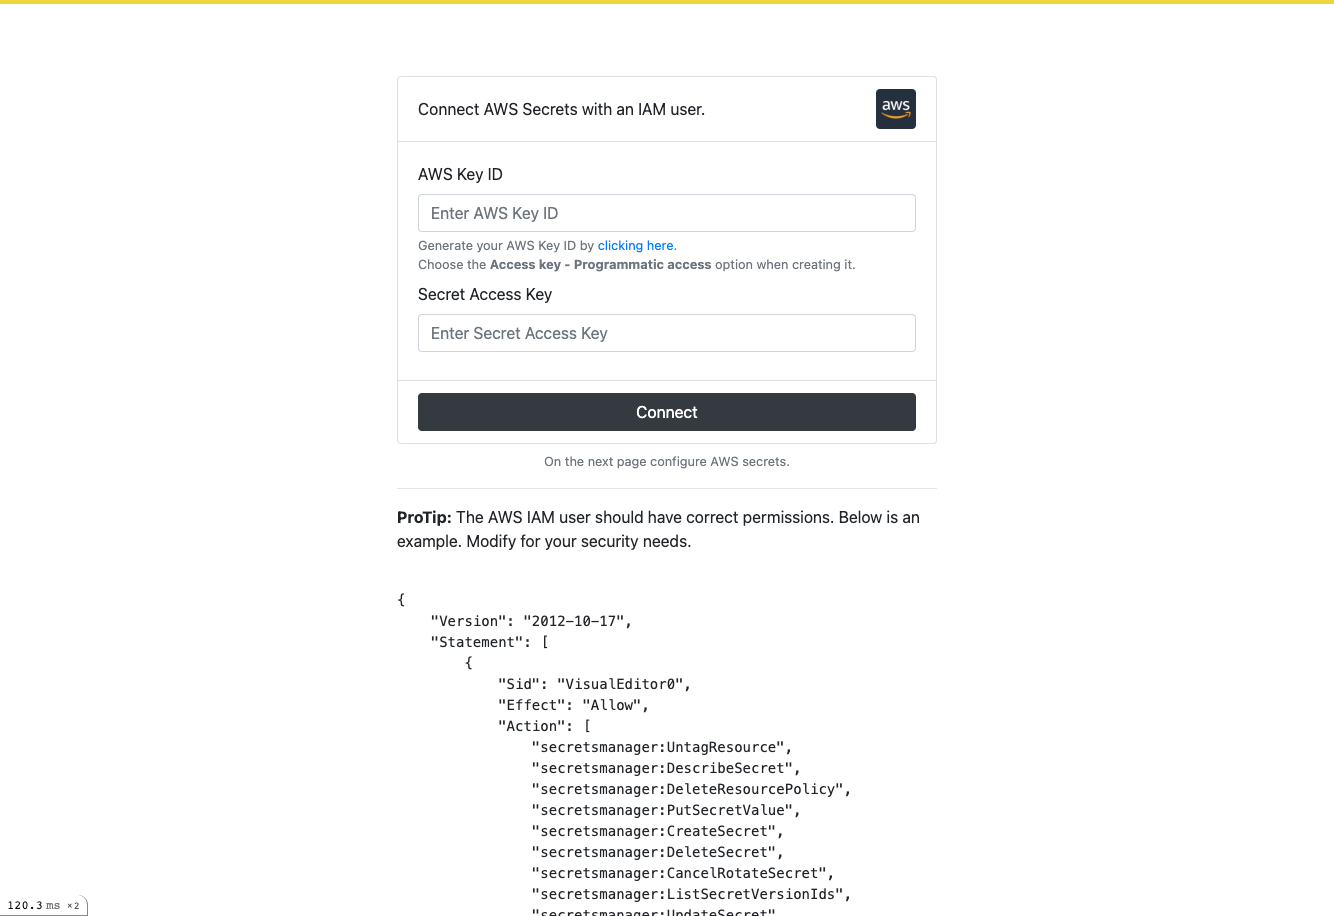 Connect AWS Secrets with an IAM user.
aws
AWS Key ID
Enter AWS Key ID
Generate your AWS Key ID by clicking here.
Choose the Access key - Programmatic access option when creating it.
Secret Access Key
Enter Secret Access Key
Connect
On the next page configure AWS secrets.
ProTip: The AWS IAM user should have correct permissions. Below is an
example. Modify for your security needs.
{
    "Version": "2012-10-17",
    "Statement": [
        {
            "Sid": "VisualEditor0",
            "Effect": "Allow",
            "Action": [
                "secretsmanager:UntagResource",
                "secretsmanager:DescribeSecret",
                "secretsmanager:DeleteResourcePolicy",
                "secretsmanager:PutSecretValue",
                "secretsmanager:CreateSecret",
                "secretsmanager:DeleteSecret",
                "secretsmanager:CancelRotateSecret",
                "secretsmanager:ListSecretVersionIds",
                "secretsmanager:UpdateSecret"
120.3 ms ×2